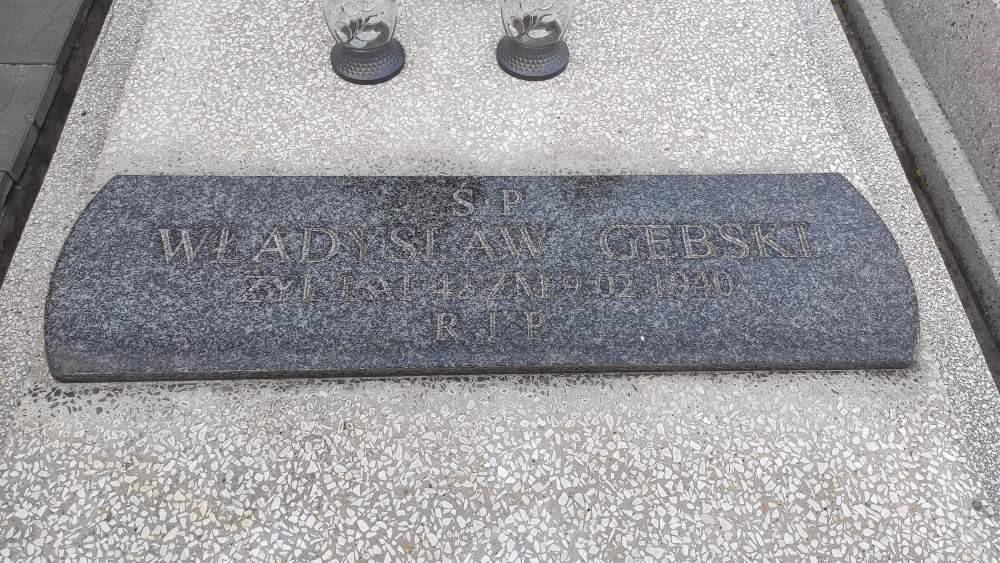 Ś P
WŁADYSŁAW GĘBSKI
ŻYŁ LAT 42 ZM 9.02.1940
R I P